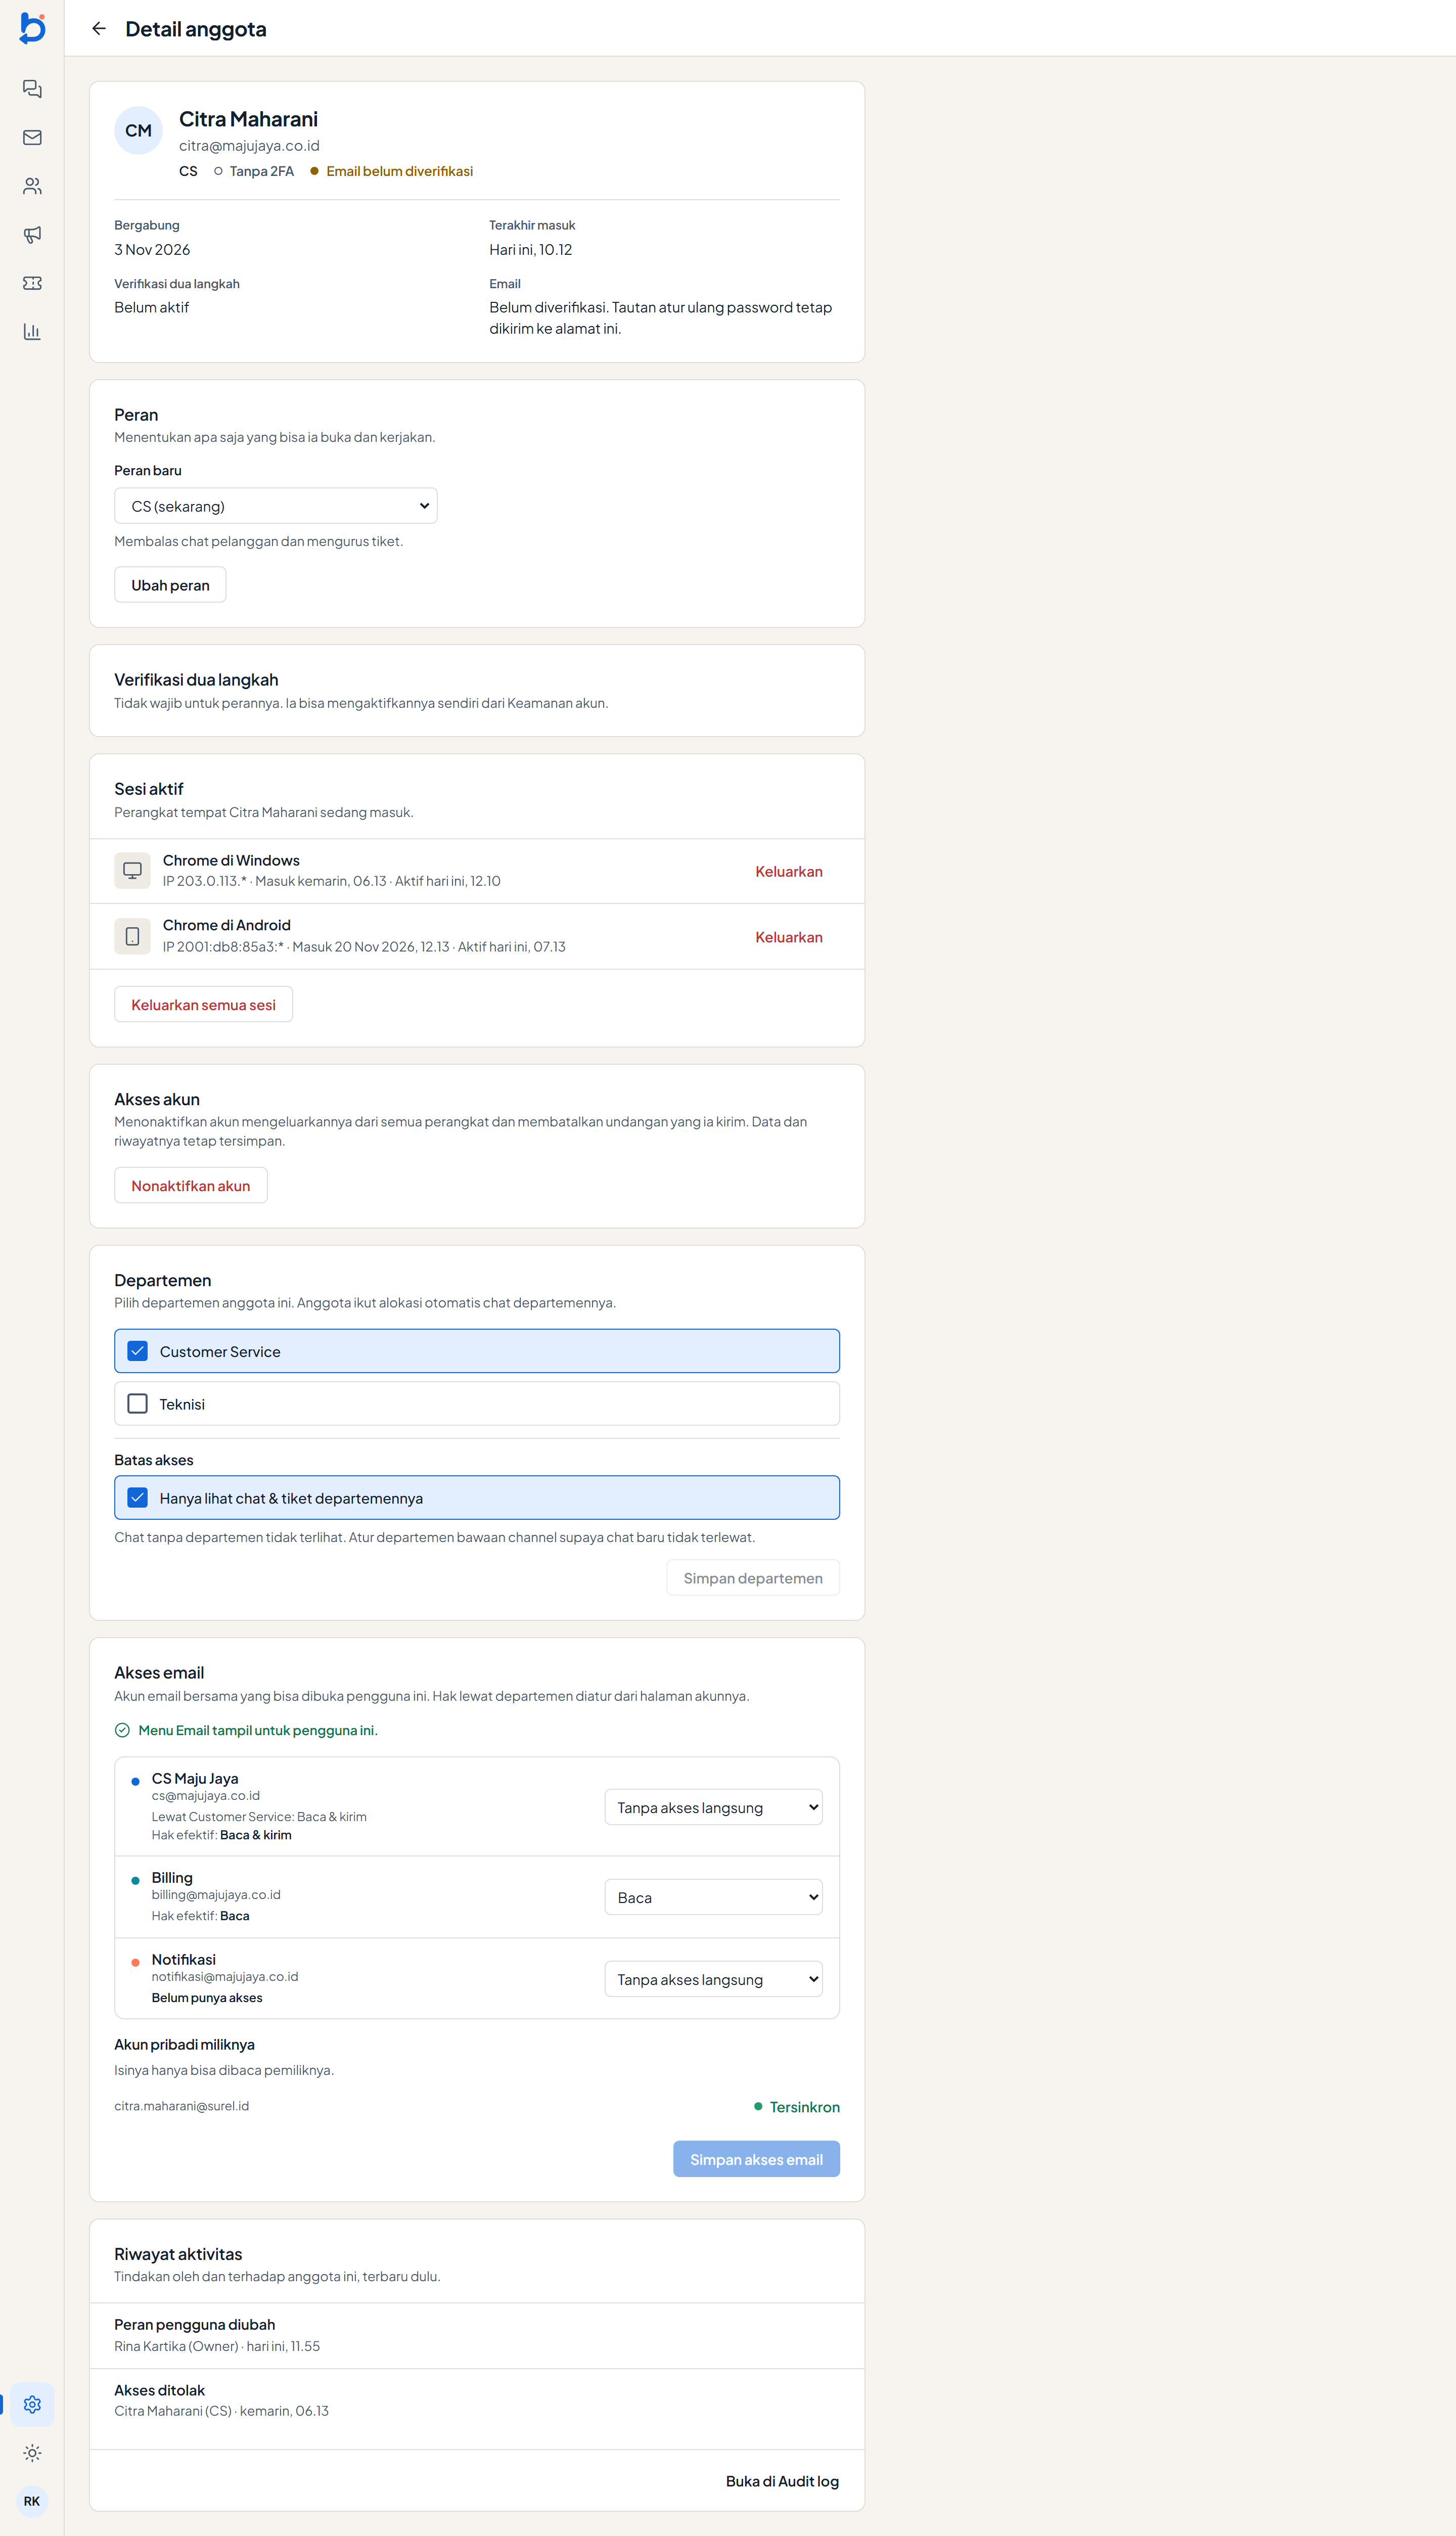 Detail anggota
CM
Citra Maharani
citra@majujaya.co.id
CS
Tanpa 2FA
Email belum diverifikasi
Bergabung
3 Nov 2026
Terakhir masuk
Hari ini, 10.12
Verifikasi dua langkah
Belum aktif
Email
Belum diverifikasi. Tautan atur ulang password tetap
dikirim ke alamat ini.
Peran
Menentukan apa saja yang bisa ia buka dan kerjakan.
Peran baru
CS (sekarang)
Membalas chat pelanggan dan mengurus tiket.
Ubah peran
Verifikasi dua langkah
Tidak wajib untuk perannya. Ia bisa mengaktifkannya sendiri dari Keamanan akun.
Sesi aktif
Perangkat tempat Citra Maharani sedang masuk.
Chrome di Windows
IP 203.0.113.* · Masuk kemarin, 06.13 · Aktif hari ini, 12.10
Keluarkan
Chrome di Android
IP 2001:db8:85a3:* · Masuk 20 Nov 2026, 12.13 · Aktif hari ini, 07.13
Keluarkan
Keluarkan semua sesi
Akses akun
Menonaktifkan akun mengeluarkannya dari semua perangkat dan membatalkan undangan yang ia kirim. Data dan
riwayatnya tetap tersimpan.
Nonaktifkan akun
Departemen
Pilih departemen anggota ini. Anggota ikut alokasi otomatis chat departemennya.
Customer Service
Teknisi
Batas akses
Hanya lihat chat & tiket departemennya
Chat tanpa departemen tidak terlihat. Atur departemen bawaan channel supaya chat baru tidak terlewat.
Simpan departemen
Akses email
Akun email bersama yang bisa dibuka pengguna ini. Hak lewat departemen diatur dari halaman akunnya.
Menu Email tampil untuk pengguna ini.
CS Maju Jaya
cs@majujaya.co.id
Lewat Customer Service: Baca & kirim
Hak efektif: Baca & kirim
Tanpa akses langsung
Billing
billing@majujaya.co.id
Hak efektif: Baca
Baca
Notifikasi
notifikasi@majujaya.co.id
Belum punya akses
Tanpa akses langsung
Akun pribadi miliknya
Isinya hanya bisa dibaca pemiliknya.
citra.maharani@surel.id
Tersinkron
Simpan akses email
Riwayat aktivitas
Tindakan oleh dan terhadap anggota ini, terbaru dulu.
Peran pengguna diubah
Rina Kartika (Owner) · hari ini, 11.55
Akses ditolak
Citra Maharani (CS) · kemarin, 06.13
Buka di Audit log
RK